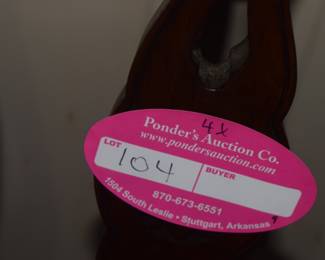 4x
Ponder's Auction Co.
www.pondersauction.com
LOT
104
BUYER
870-673-6551
1504 South Leslie • Stuttgart, Arkansas